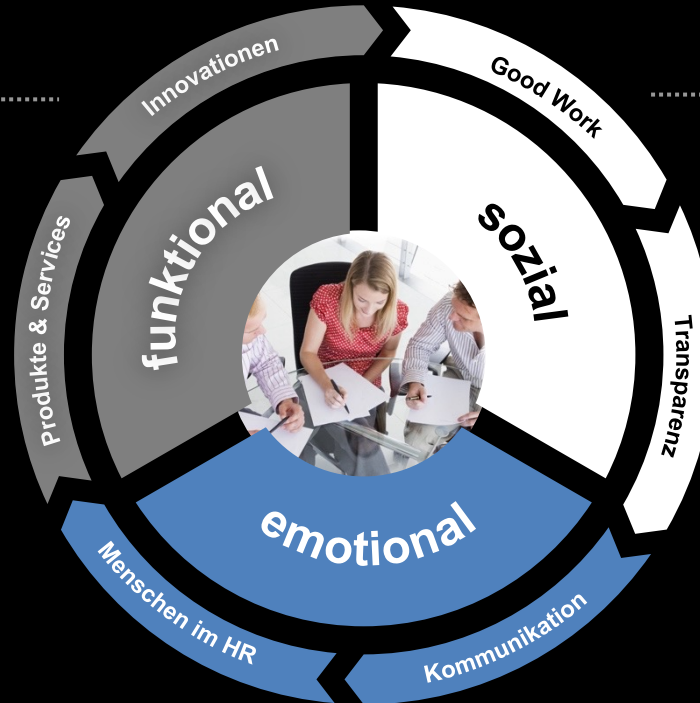 Innovationen
Good Work
Transparenz
Kommunikation
Menschen im HR
Produkte & Services
funktional
sozial
emotional